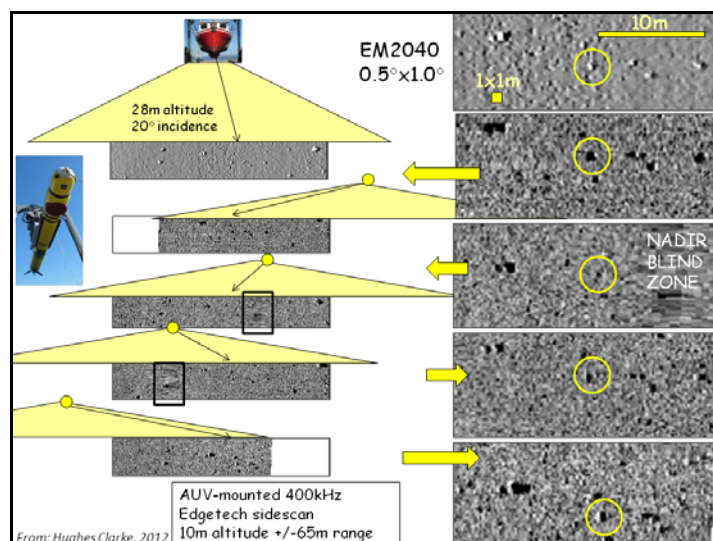 EM2040
0.5°x1.0°
28m altitude
20° incidence
10m
1x1m
NADIR
BLIND
ZONE
AUV-mounted 400kHz
Edgetech sidescan
10m altitude +/-65m range
From: Hughes Clarke, 2012